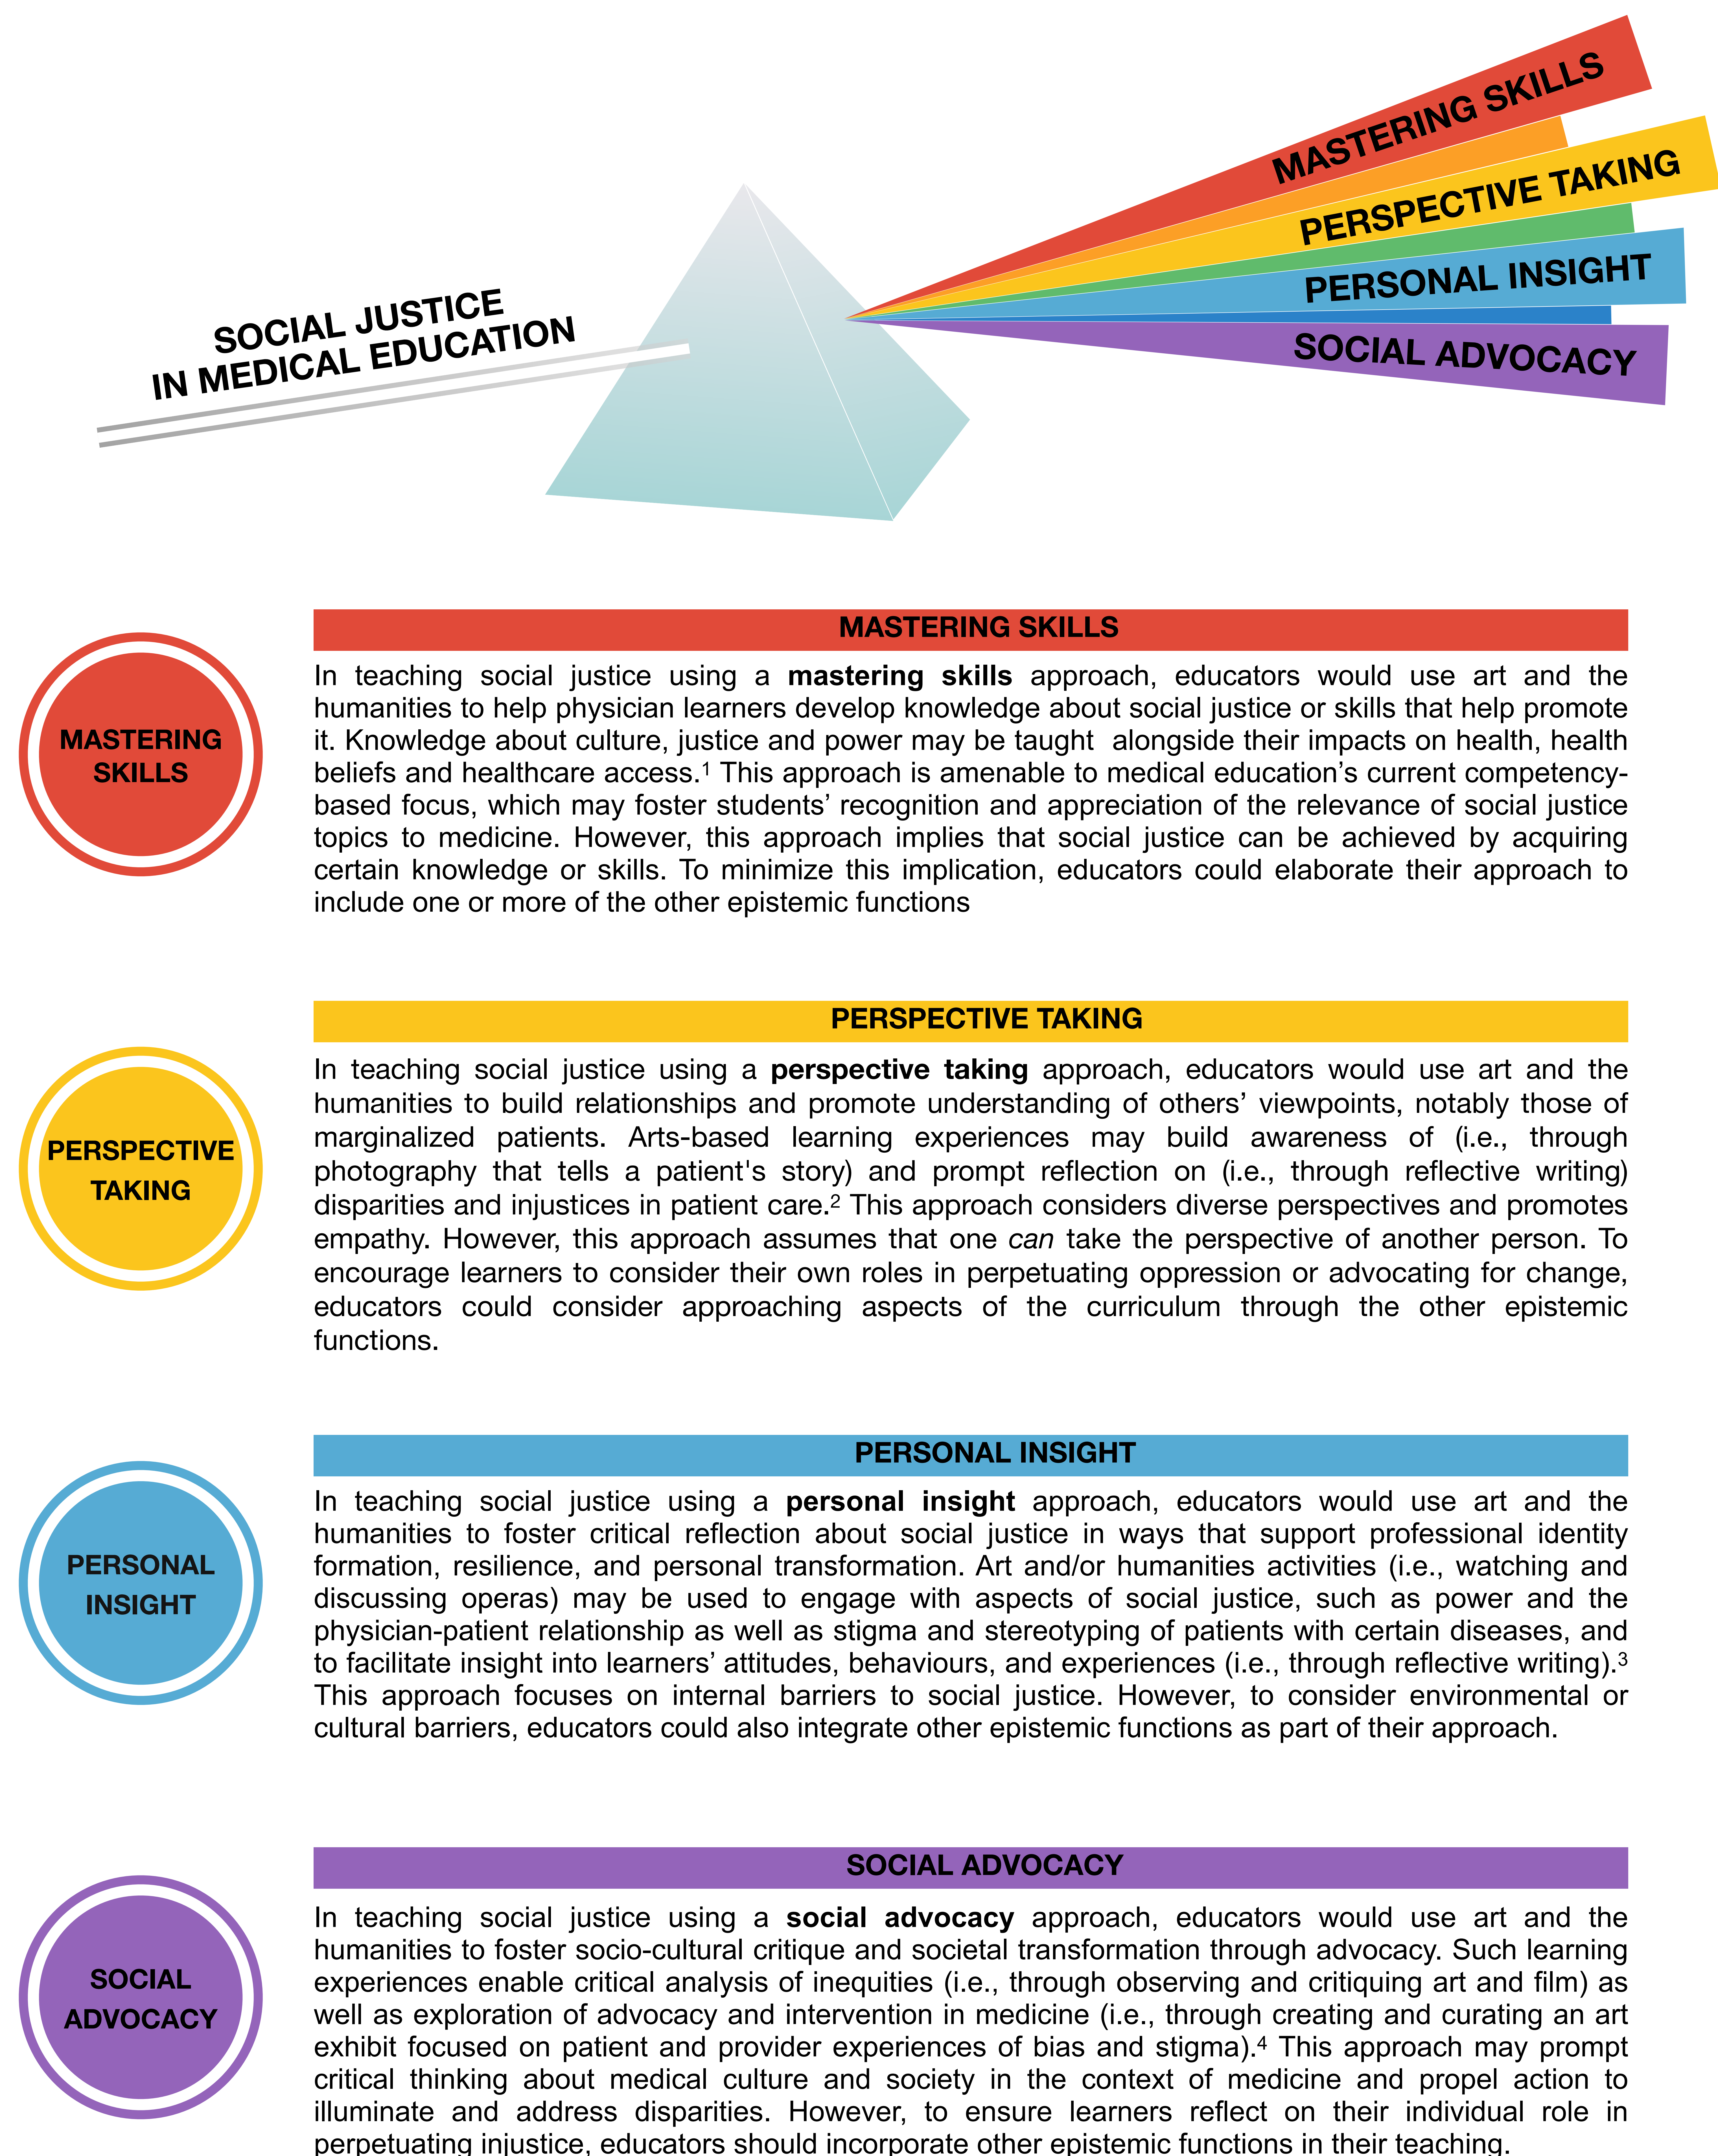 MASTERING SKILLS
PERSPECTIVE TAKING
PERSONAL INSIGHT
SOCIAL ADVOCACY
SOCIAL JUSTICE
IN MEDICAL EDUCATION
MASTERING
SKILLS
MASTERING SKILLS
In teaching social justice using a mastering skills approach, educators would use art and the
humanities to help physician learners develop knowledge about social justice or skills that help promote
it. Knowledge about culture, justice and power may be taught  alongside their impacts on health, health
beliefs and healthcare access.¹ This approach is amenable to medical education’s current competency-
based focus, which may foster students’ recognition and appreciation of the relevance of social justice
topics to medicine. However, this approach implies that social justice can be achieved by acquiring
certain knowledge or skills. To minimize this implication, educators could elaborate their approach to
include one or more of the other epistemic functions
PERSPECTIVE
TAKING
PERSPECTIVE TAKING
In teaching social justice using a perspective taking approach, educators would use art and the
humanities to build relationships and promote understanding of others’ viewpoints, notably those of
marginalized patients. Arts-based learning experiences may build awareness of (i.e., through
photography that tells a patient's story) and prompt reflection on (i.e., through reflective writing)
disparities and injustices in patient care.² This approach considers diverse perspectives and promotes
empathy. However, this approach assumes that one can take the perspective of another person. To
encourage learners to consider their own roles in perpetuating oppression or advocating for change,
educators could consider approaching aspects of the curriculum through the other epistemic
functions.
PERSONAL
INSIGHT
PERSONAL INSIGHT
In teaching social justice using a personal insight approach, educators would use art and the
humanities to foster critical reflection about social justice in ways that support professional identity
formation, resilience, and personal transformation. Art and/or humanities activities (i.e., watching and
discussing operas) may be used to engage with aspects of social justice, such as power and the
physician-patient relationship as well as stigma and stereotyping of patients with certain diseases, and
to facilitate insight into learners’ attitudes, behaviours, and experiences (i.e., through reflective writing).³
This approach focuses on internal barriers to social justice. However, to consider environmental or
cultural barriers, educators could also integrate other epistemic functions as part of their approach.
SOCIAL
ADVOCACY
SOCIAL ADVOCACY
In teaching social justice using a social advocacy approach, educators would use art and the
humanities to foster socio-cultural critique and societal transformation through advocacy. Such learning
experiences enable critical analysis of inequities (i.e., through observing and critiquing art and film) as
well as exploration of advocacy and intervention in medicine (i.e., through creating and curating an art
exhibit focused on patient and provider experiences of bias and stigma).⁴ This approach may prompt
critical thinking about medical culture and society in the context of medicine and propel action to
illuminate and address disparities. However, to ensure learners reflect on their individual role in
perpetuating injustice, educators should incorporate other epistemic functions in their teaching.